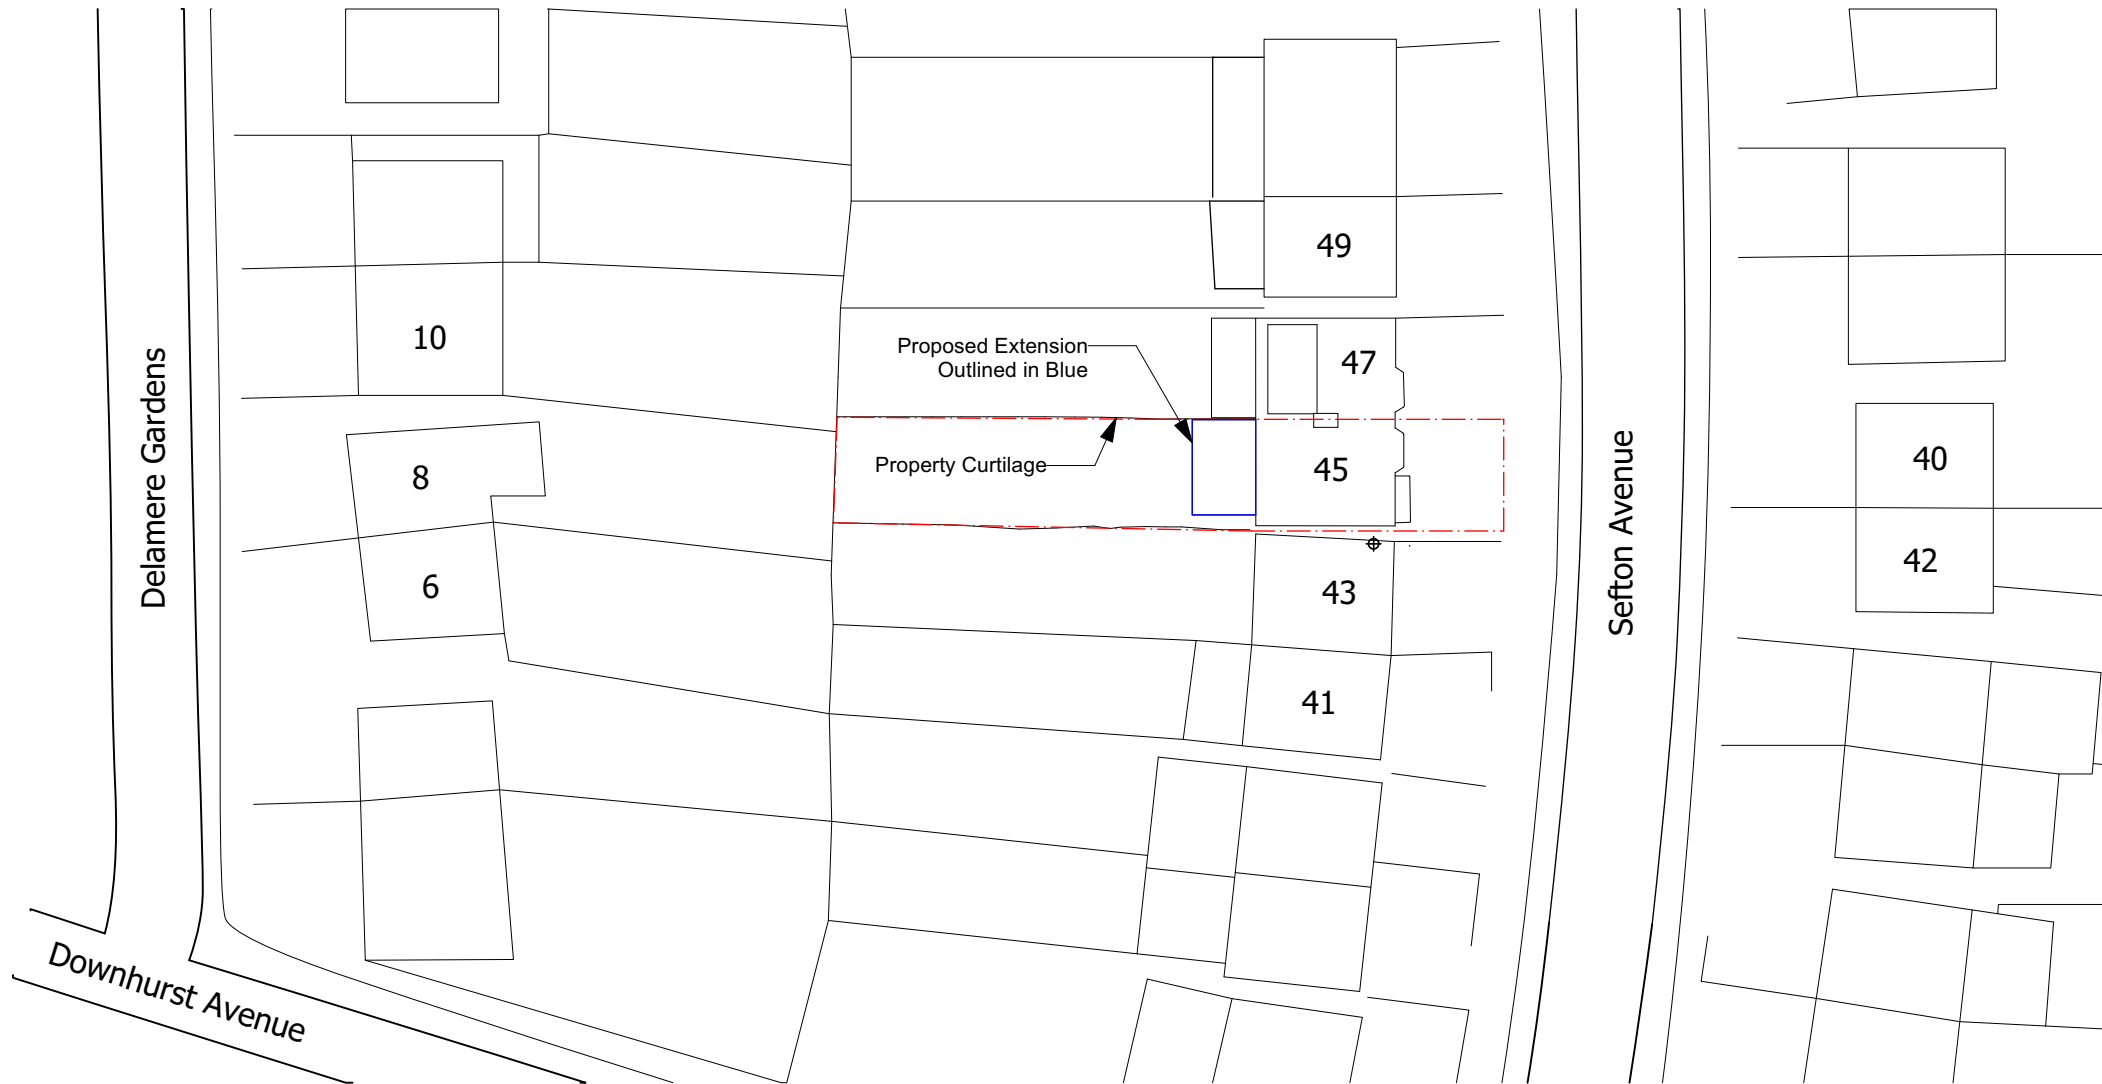 49
10
Proposed Extension
Outlined in Blue
47
Delamere Gardens
Property Curtilage
45
8
40
Sefton Avenue
42
6
43
41
Downhurst Avenue